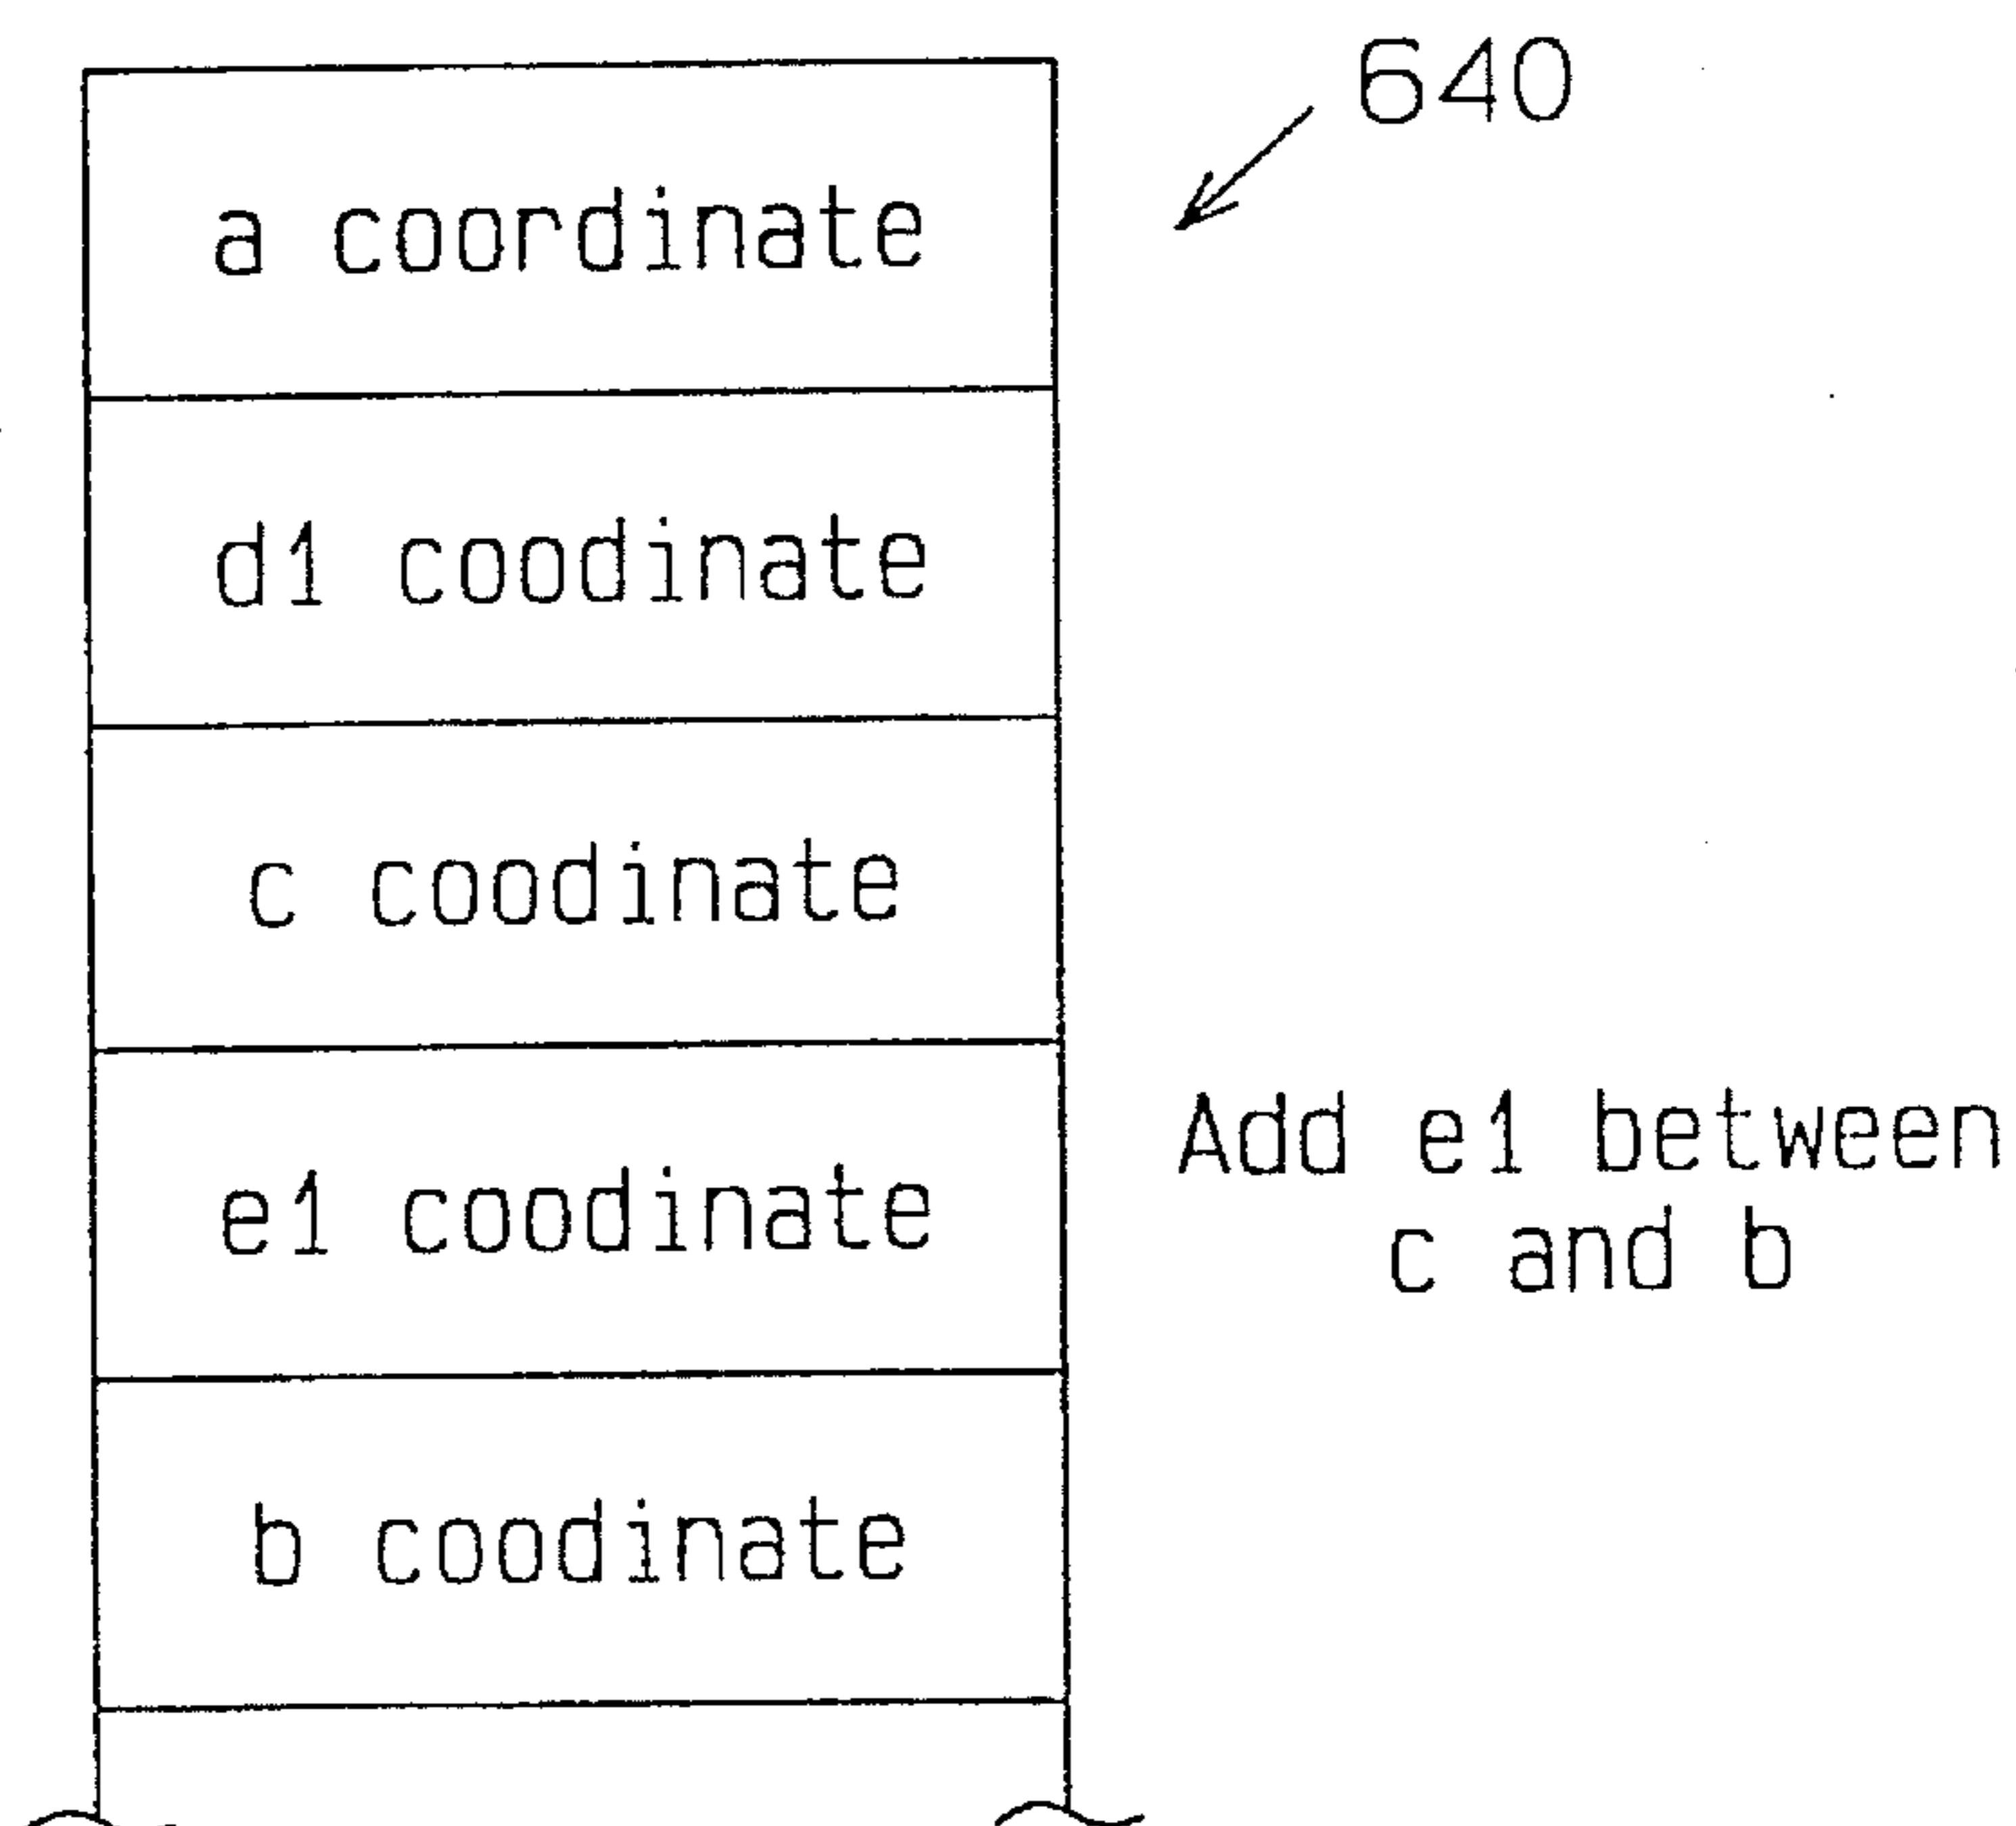 640
a coordinate
d1 coodinate
c coodinate
e1 coodinate
Add e1 between
c and b
b coodinate